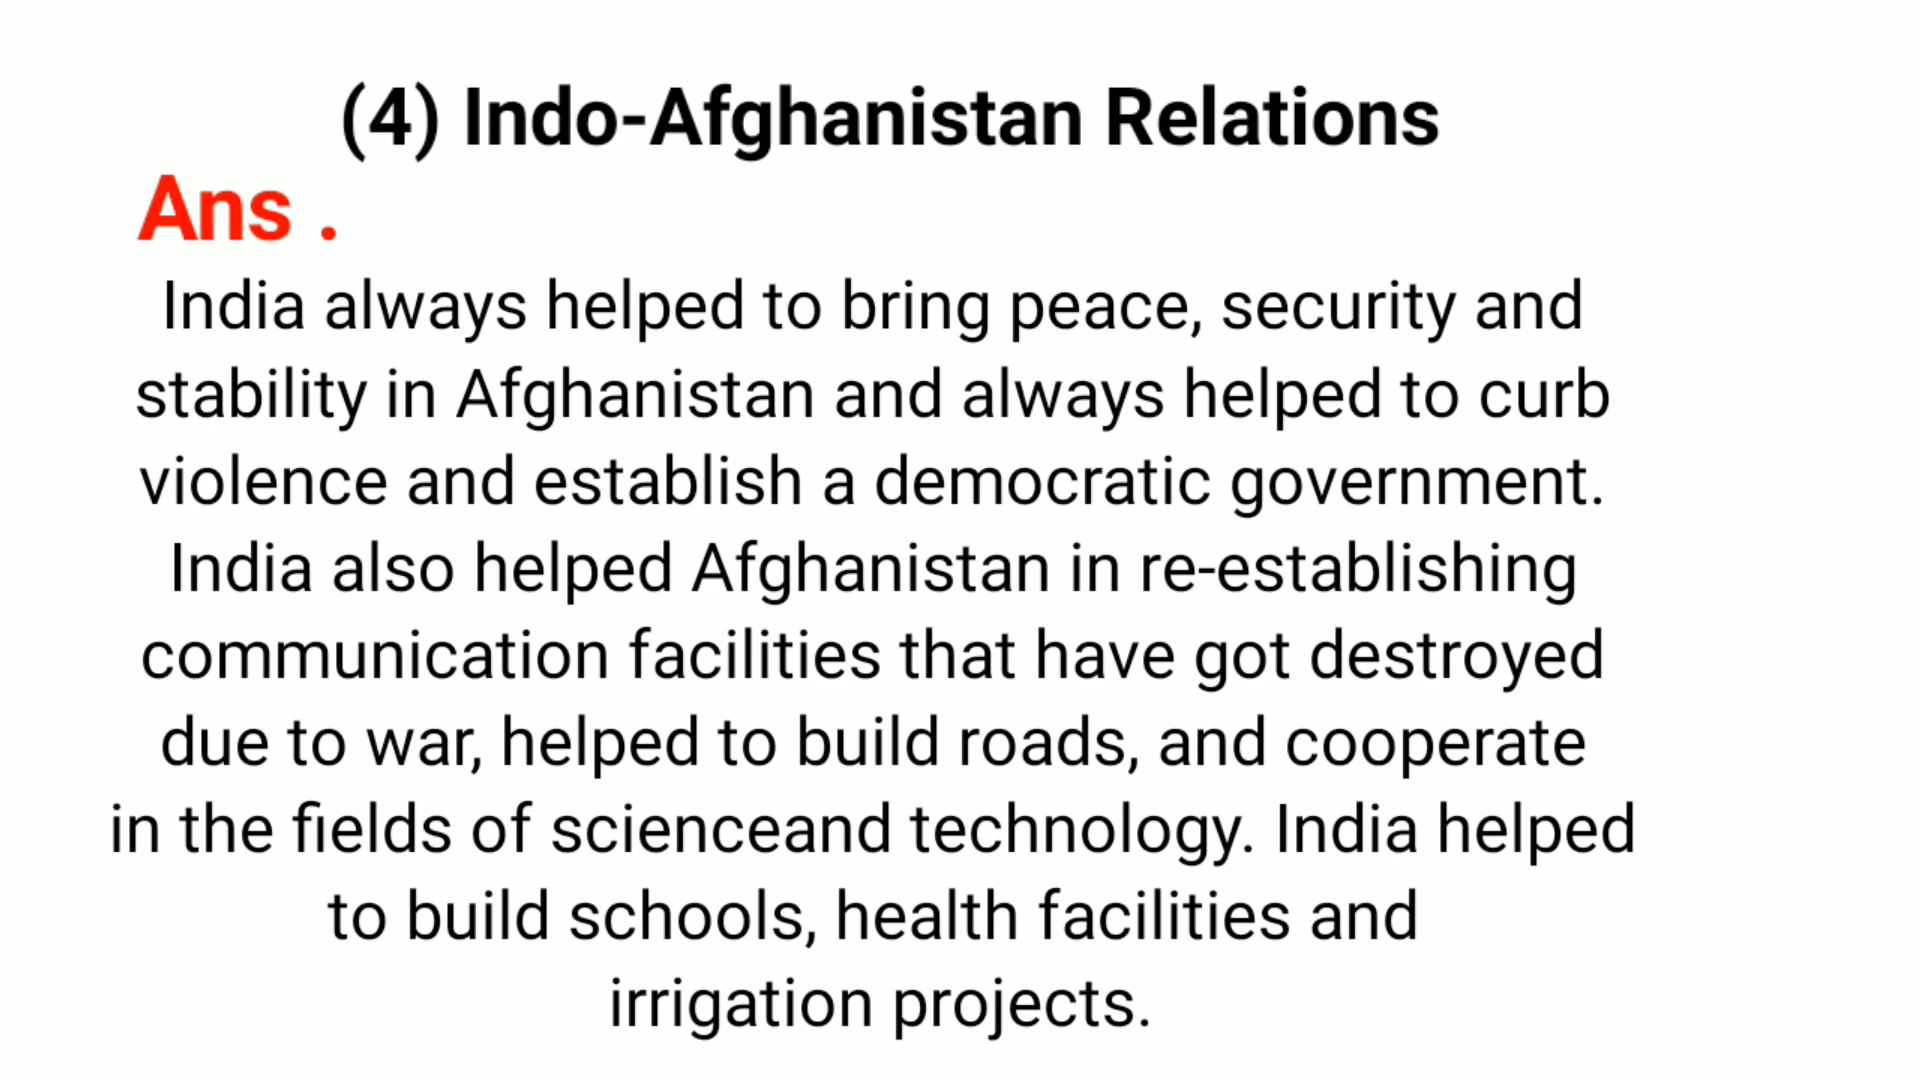 (4) Indo-Afghanistan Relations
Ans .
India always helped to bring peace, security and
stability in Afghanistan and always helped to curb
violence and establish a democratic government.
India also helped Afghanistan in re-establishing
communication facilities that have got destroyed
due to war, helped to build roads, and cooperate
in the fields of scienceand technology. India helped
to build schools, health facilities and
irrigation projects.